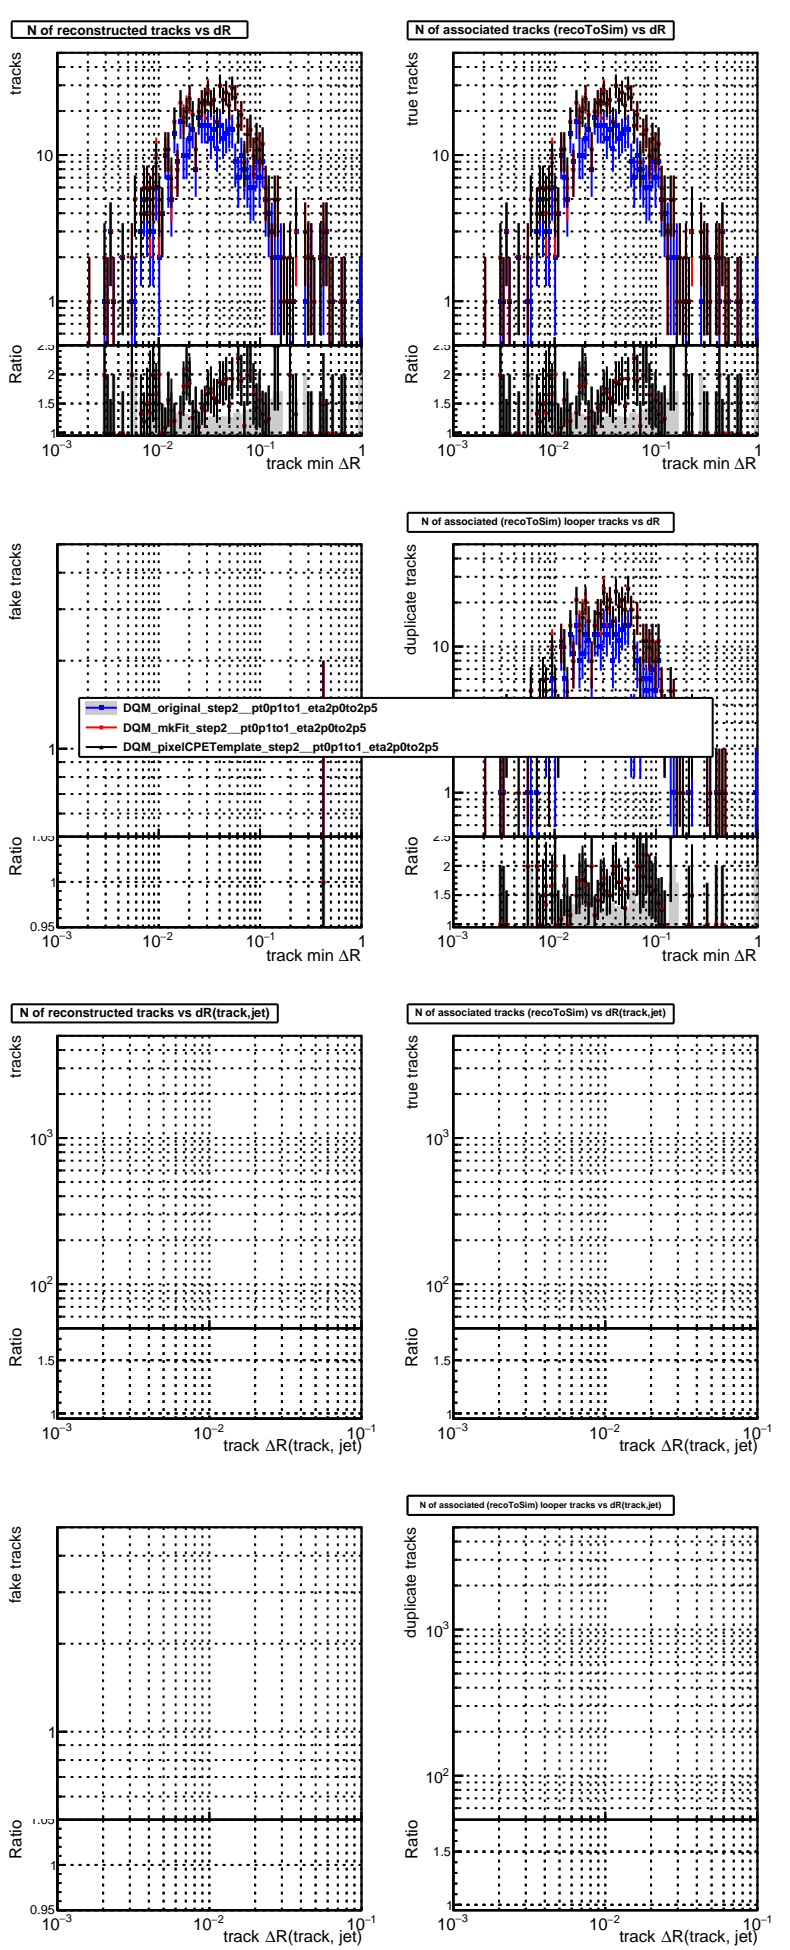 N of reconstructed tracks vs dR
N of associated tracks (recoToSim) vs dR
tracks
true tracks
10
1
10
1
Ratio
2.5
2
1.5
1
Ratio
2.5
2
1.5
1
10−3
10−2
10−1
1
10−3
10−2
10−1
1
track min ΔR
track min ΔR
N of associated (recoToSim) looper tracks vs dR
fake tracks
duplicate tracks
10
DQM_original_step2__pt0p1to1_eta2p0to2p5
DQM_mkFit_step2__pt0p1to1_eta2p0to2p5
DQM_pixelCPETemplate_step2__pt0p1to1_eta2p0to2p5
1
1
Ratio
1.05
1
0.95
Ratio
2.5
2
1.5
1
10−3
10−2
10−1
1
10−3
10−2
10−1
1
track min ΔR
track min ΔR
N of reconstructed tracks vs dR(track,jet)
N of associated tracks (recoToSim) vs dR(track,jet)
tracks
true tracks
103
102
103
102
Ratio
1.5
1
Ratio
1.5
1
10−3
10−2
10−1
10−3
10−2
10−1
track ΔR(track, jet)
track ΔR(track, jet)
N of associated (recoToSim) looper tracks vs dR(track,jet)
fake tracks
duplicate tracks
1
103
102
Ratio
1.05
1
0.95
Ratio
1.5
1
10−3
10−2
10−1
10−3
10−2
10−1
track ΔR(track, jet)
track ΔR(track, jet)